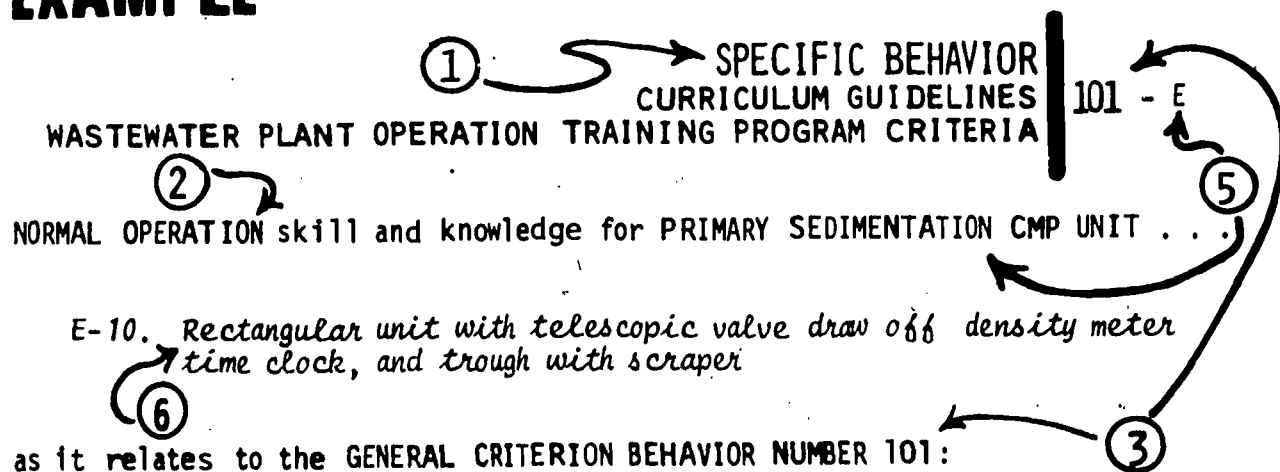 EXAMPLE
① SPECIFIC BEHAVIOR
CURRICULUM GUIDELINES 101 - E
WASTEWATER PLANT OPERATION TRAINING PROGRAM CRITERIA
② ⑤
NORMAL OPERATION skill and knowledge for PRIMARY SEDIMENTATION CMP UNIT . . .
E-10. Rectangular unit with telescopic valve draw off density meter
time clock, and trough with scraper
⑥ ③
as it relates to the GENERAL CRITERION BEHAVIOR NUMBER 101: